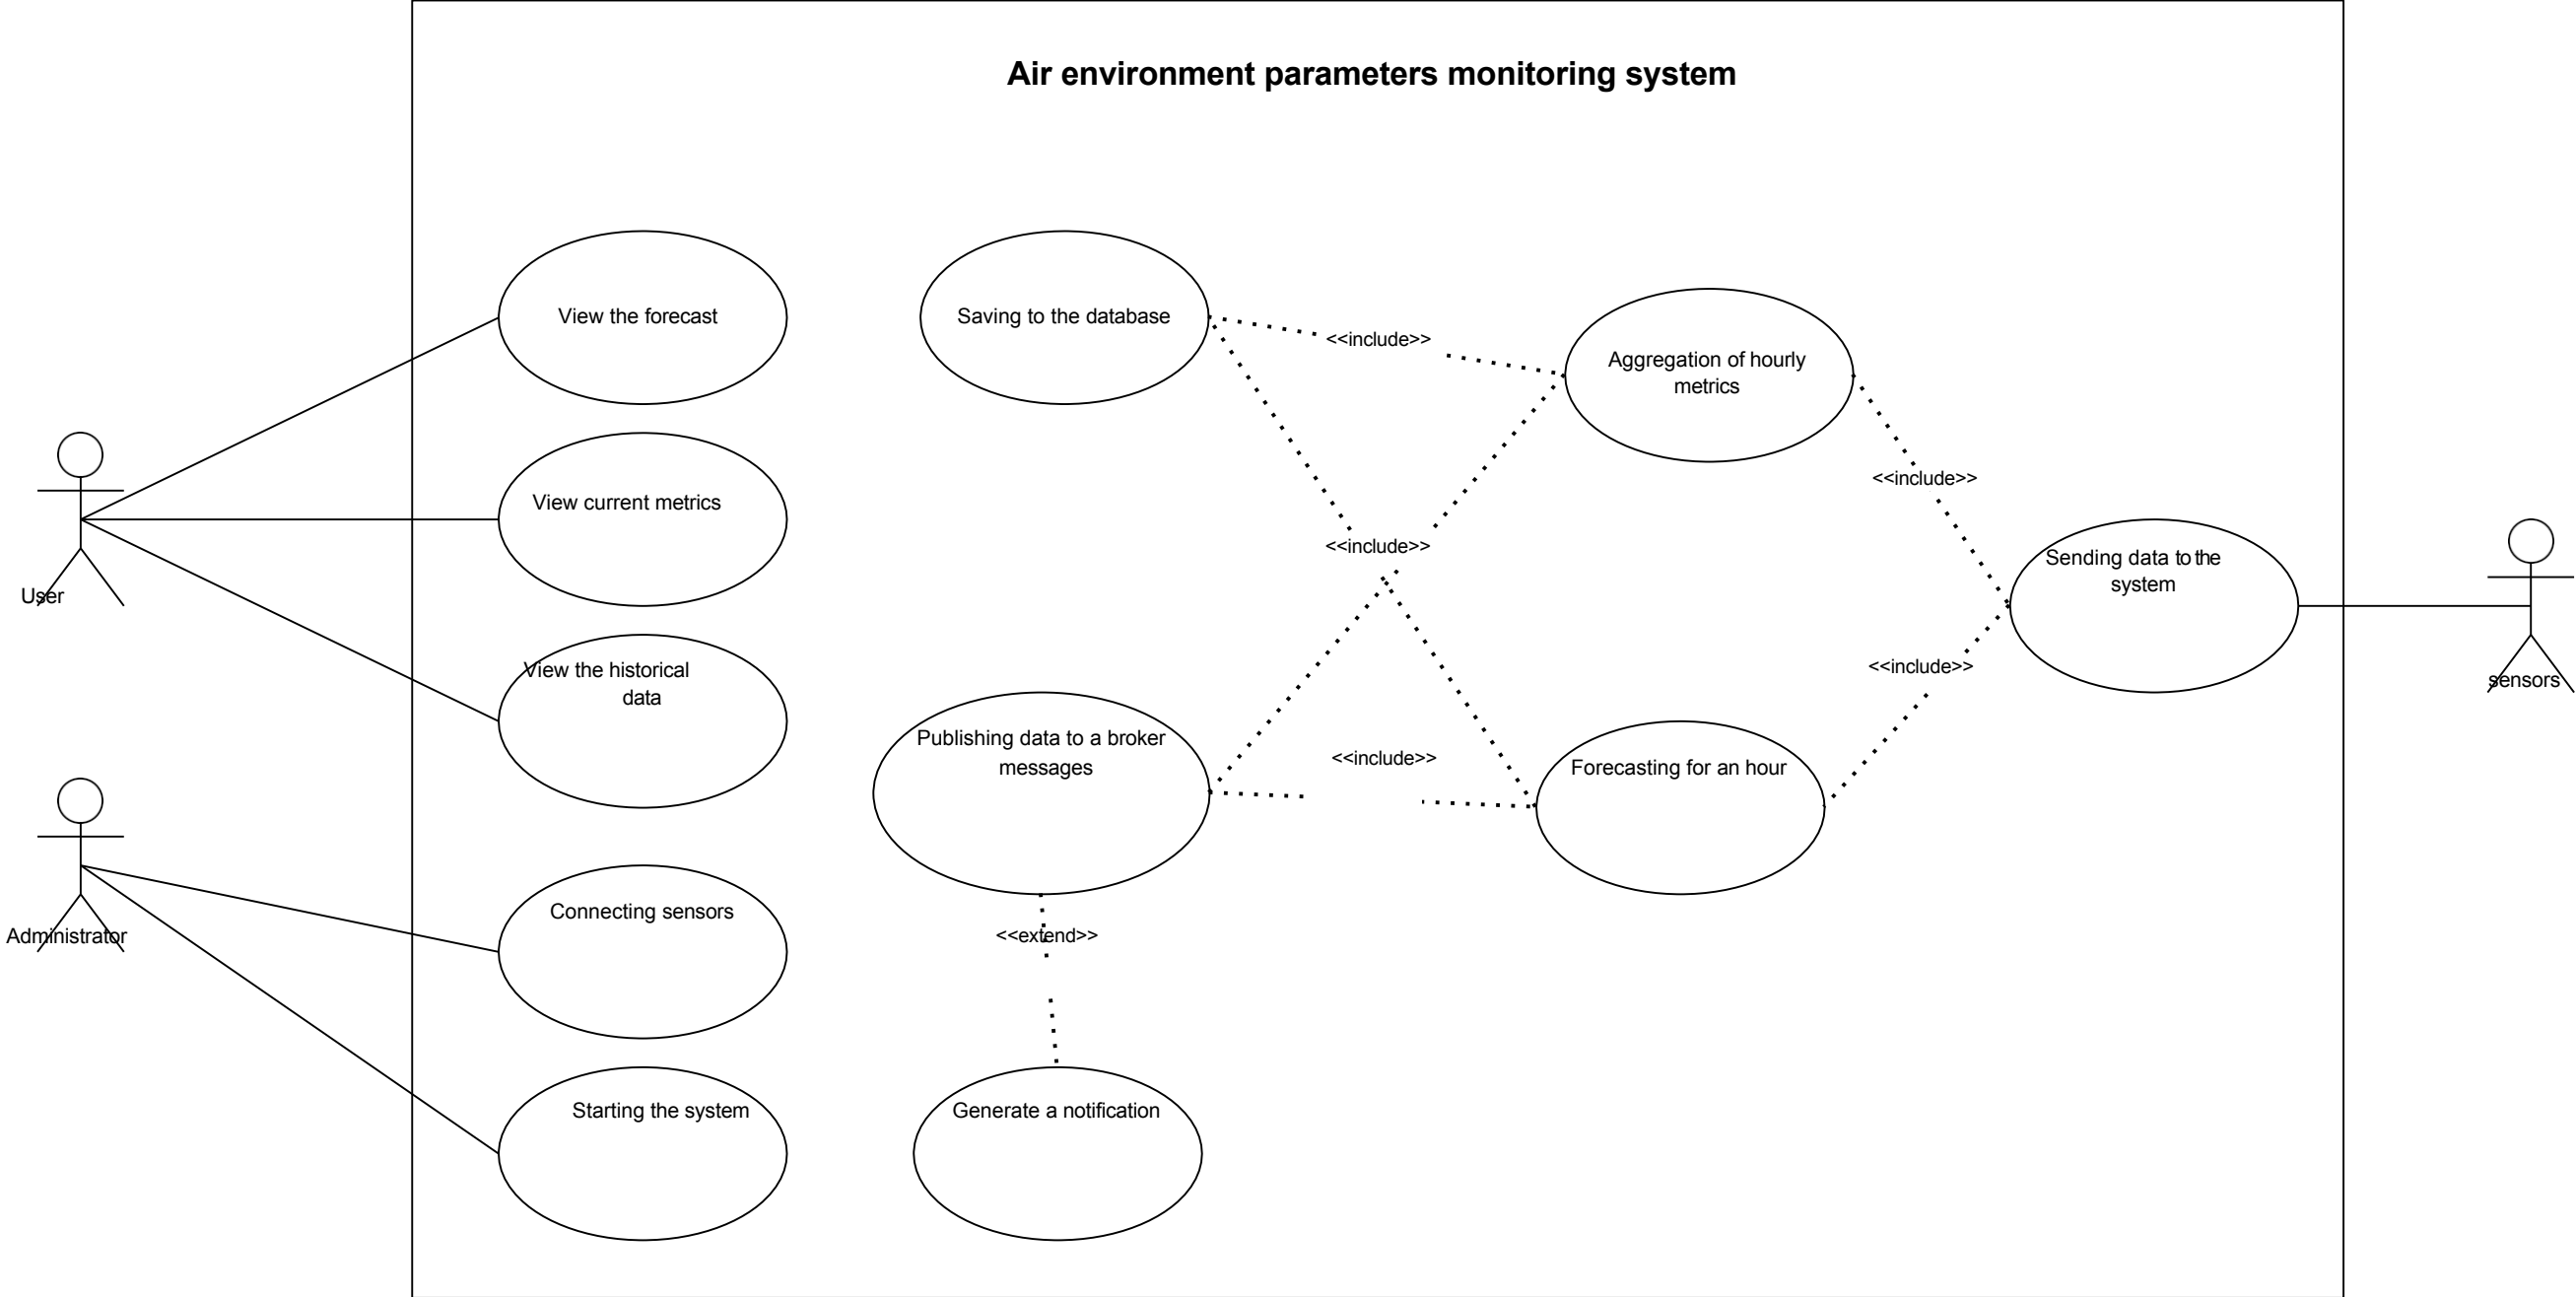 Air environment parameters monitoring system
View the forecast
Saving to the database
<<include>>
Aggregation of hourly
metrics
View current metrics
<<include>>
<<include>>
Sending data to the
system
User
View the historical
data
<<include>>
sensors
Publishing data to a broker
messages
<<include>>
Forecasting for an hour
Connecting sensors
Administrator
<<extend>>
Starting the system
Generate a notification